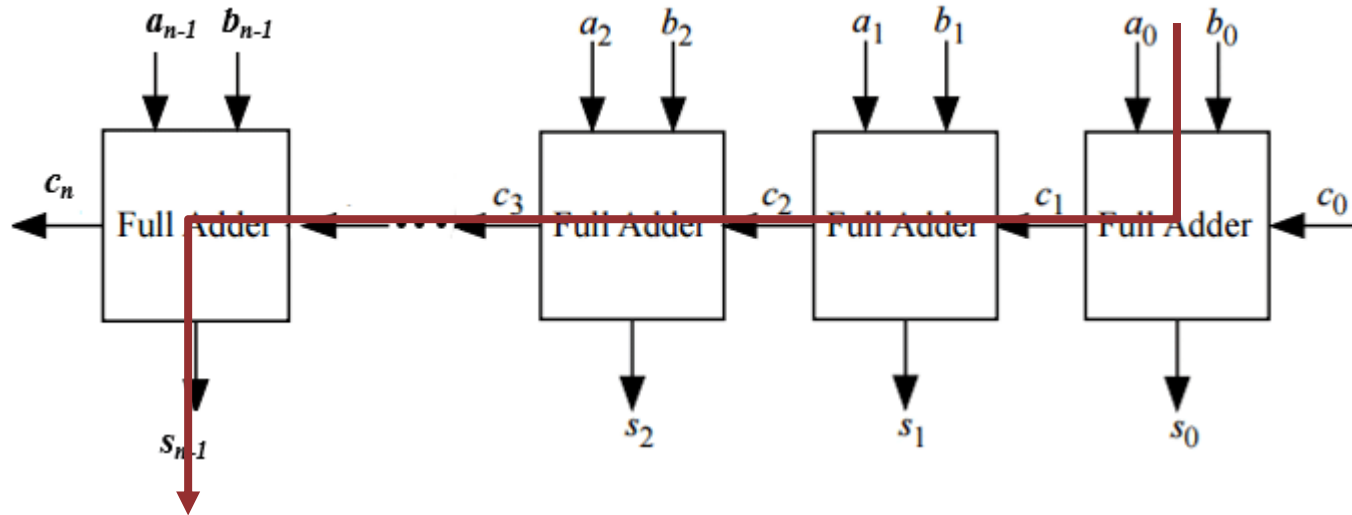 aₙ₋₁ bₙ₋₁ a₂ b₂ a₁ b₁ a₀ b₀
cₙ Full Adder c₃ Full Adder c₂ Full Adder c₁ Full Adder c₀
sₙ₋₁ s₂ s₁ s₀